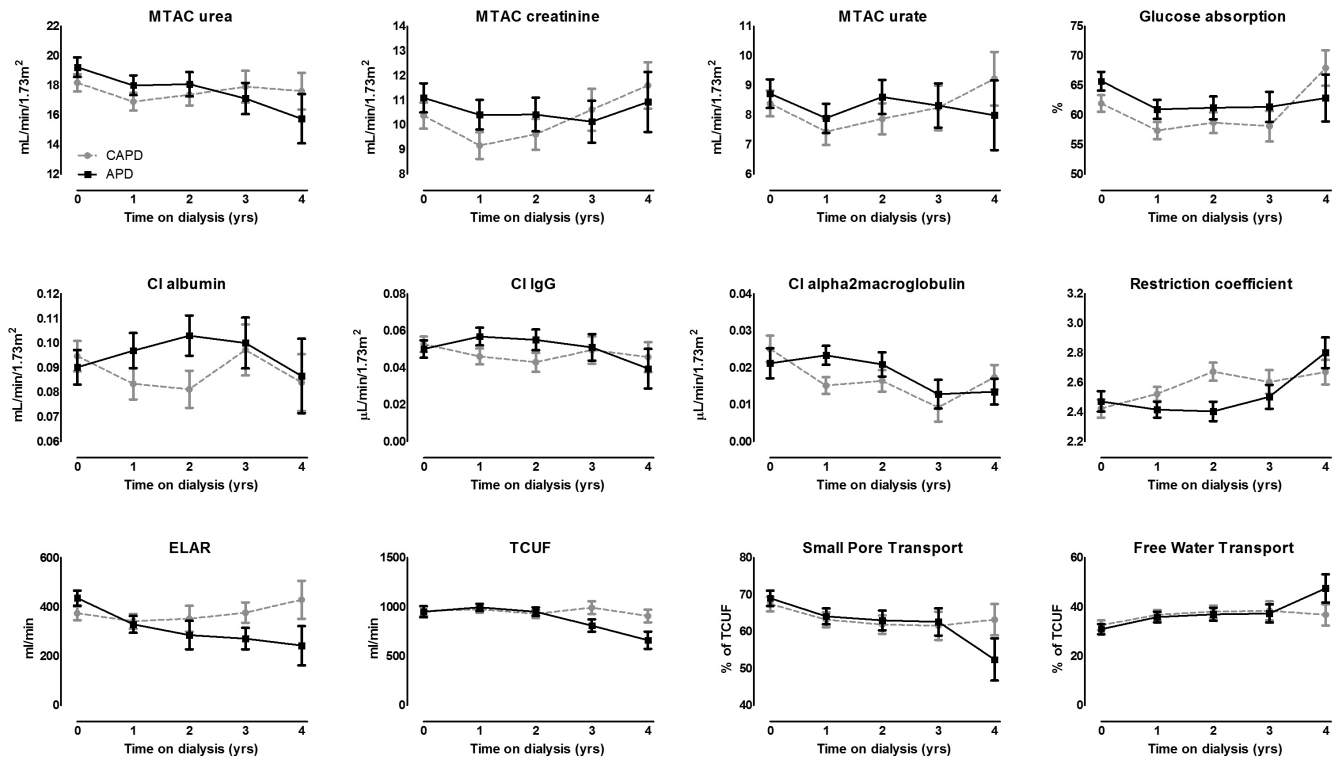 MTAC urea
MTAC creatinine
MTAC urate
Glucose absorption
mL/min/1.73m²
22
20
18
16
14
12
CAPD
APD
0 1 2 3 4
Time on dialysis (yrs)
mL/min/1.73m²
14
13
12
11
10
9
8
0 1 2 3 4
Time on dialysis (yrs)
mL/min/1.73m²
11
10
9
8
7
6
0 1 2 3 4
Time on dialysis (yrs)
%
75
70
65
60
55
50
0 1 2 3 4
Time on dialysis (yrs)
Cl albumin
Cl IgG
Cl alpha2macroglobulin
Restriction coefficient
mL/min/1.73m²
0.12
0.11
0.10
0.09
0.08
0.07
0.06
0 1 2 3 4
Time on dialysis (yrs)
µL/min/1.73m²
0.08
0.06
0.04
0.02
0.00
0 1 2 3 4
Time on dialysis (yrs)
µL/min/1.73m²
0.04
0.03
0.02
0.01
0.00
0 1 2 3 4
Time on dialysis (yrs)
3.2
3.0
2.8
2.6
2.4
2.2
0 1 2 3 4
Time on dialysis (yrs)
ELAR
TCUF
Small Pore Transport
Free Water Transport
ml/min
600
400
200
0
0 1 2 3 4
Time on dialysis (yrs)
ml/min
1500
1000
500
0
0 1 2 3 4
Time on dialysis (yrs)
% of TCUF
80
70
60
50
40
0 1 2 3 4
Time on dialysis (yrs)
% of TCUF
60
40
20
0
0 1 2 3 4
Time on dialysis (yrs)